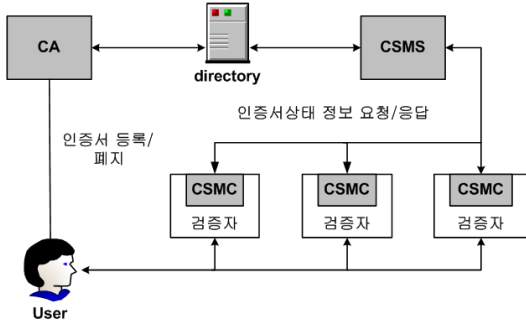 CA
directory
CSMS
인증서 등록/
폐지
인증서상태 정보 요청/응답
CSMC
검증자
CSMC
검증자
CSMC
검증자
User